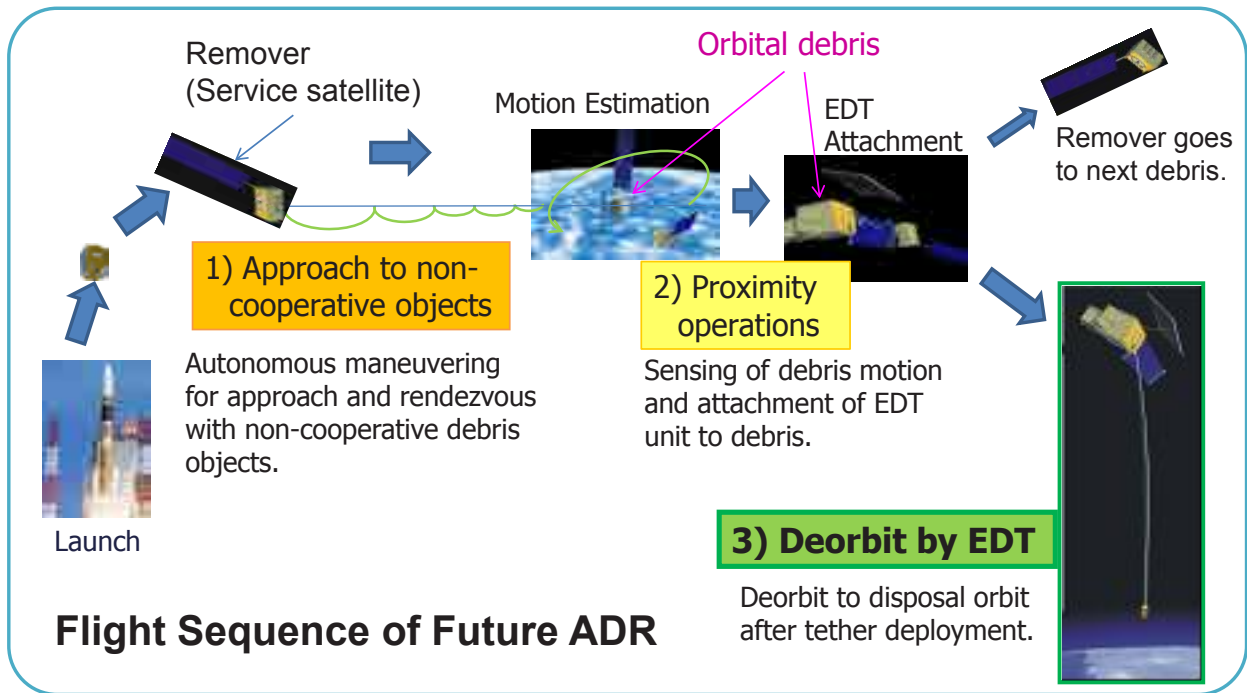 Remover
(Service satellite)
Motion Estimation
Orbital debris
EDT
Attachment
Remover goes
to next debris.
1) Approach to non-
cooperative objects
Autonomous maneuvering
for approach and rendezvous
with non-cooperative debris
objects.
2) Proximity
operations
Sensing of debris motion
and attachment of EDT
unit to debris.
Launch
3) Deorbit by EDT
Deorbit to disposal orbit
after tether deployment.
Flight Sequence of Future ADR